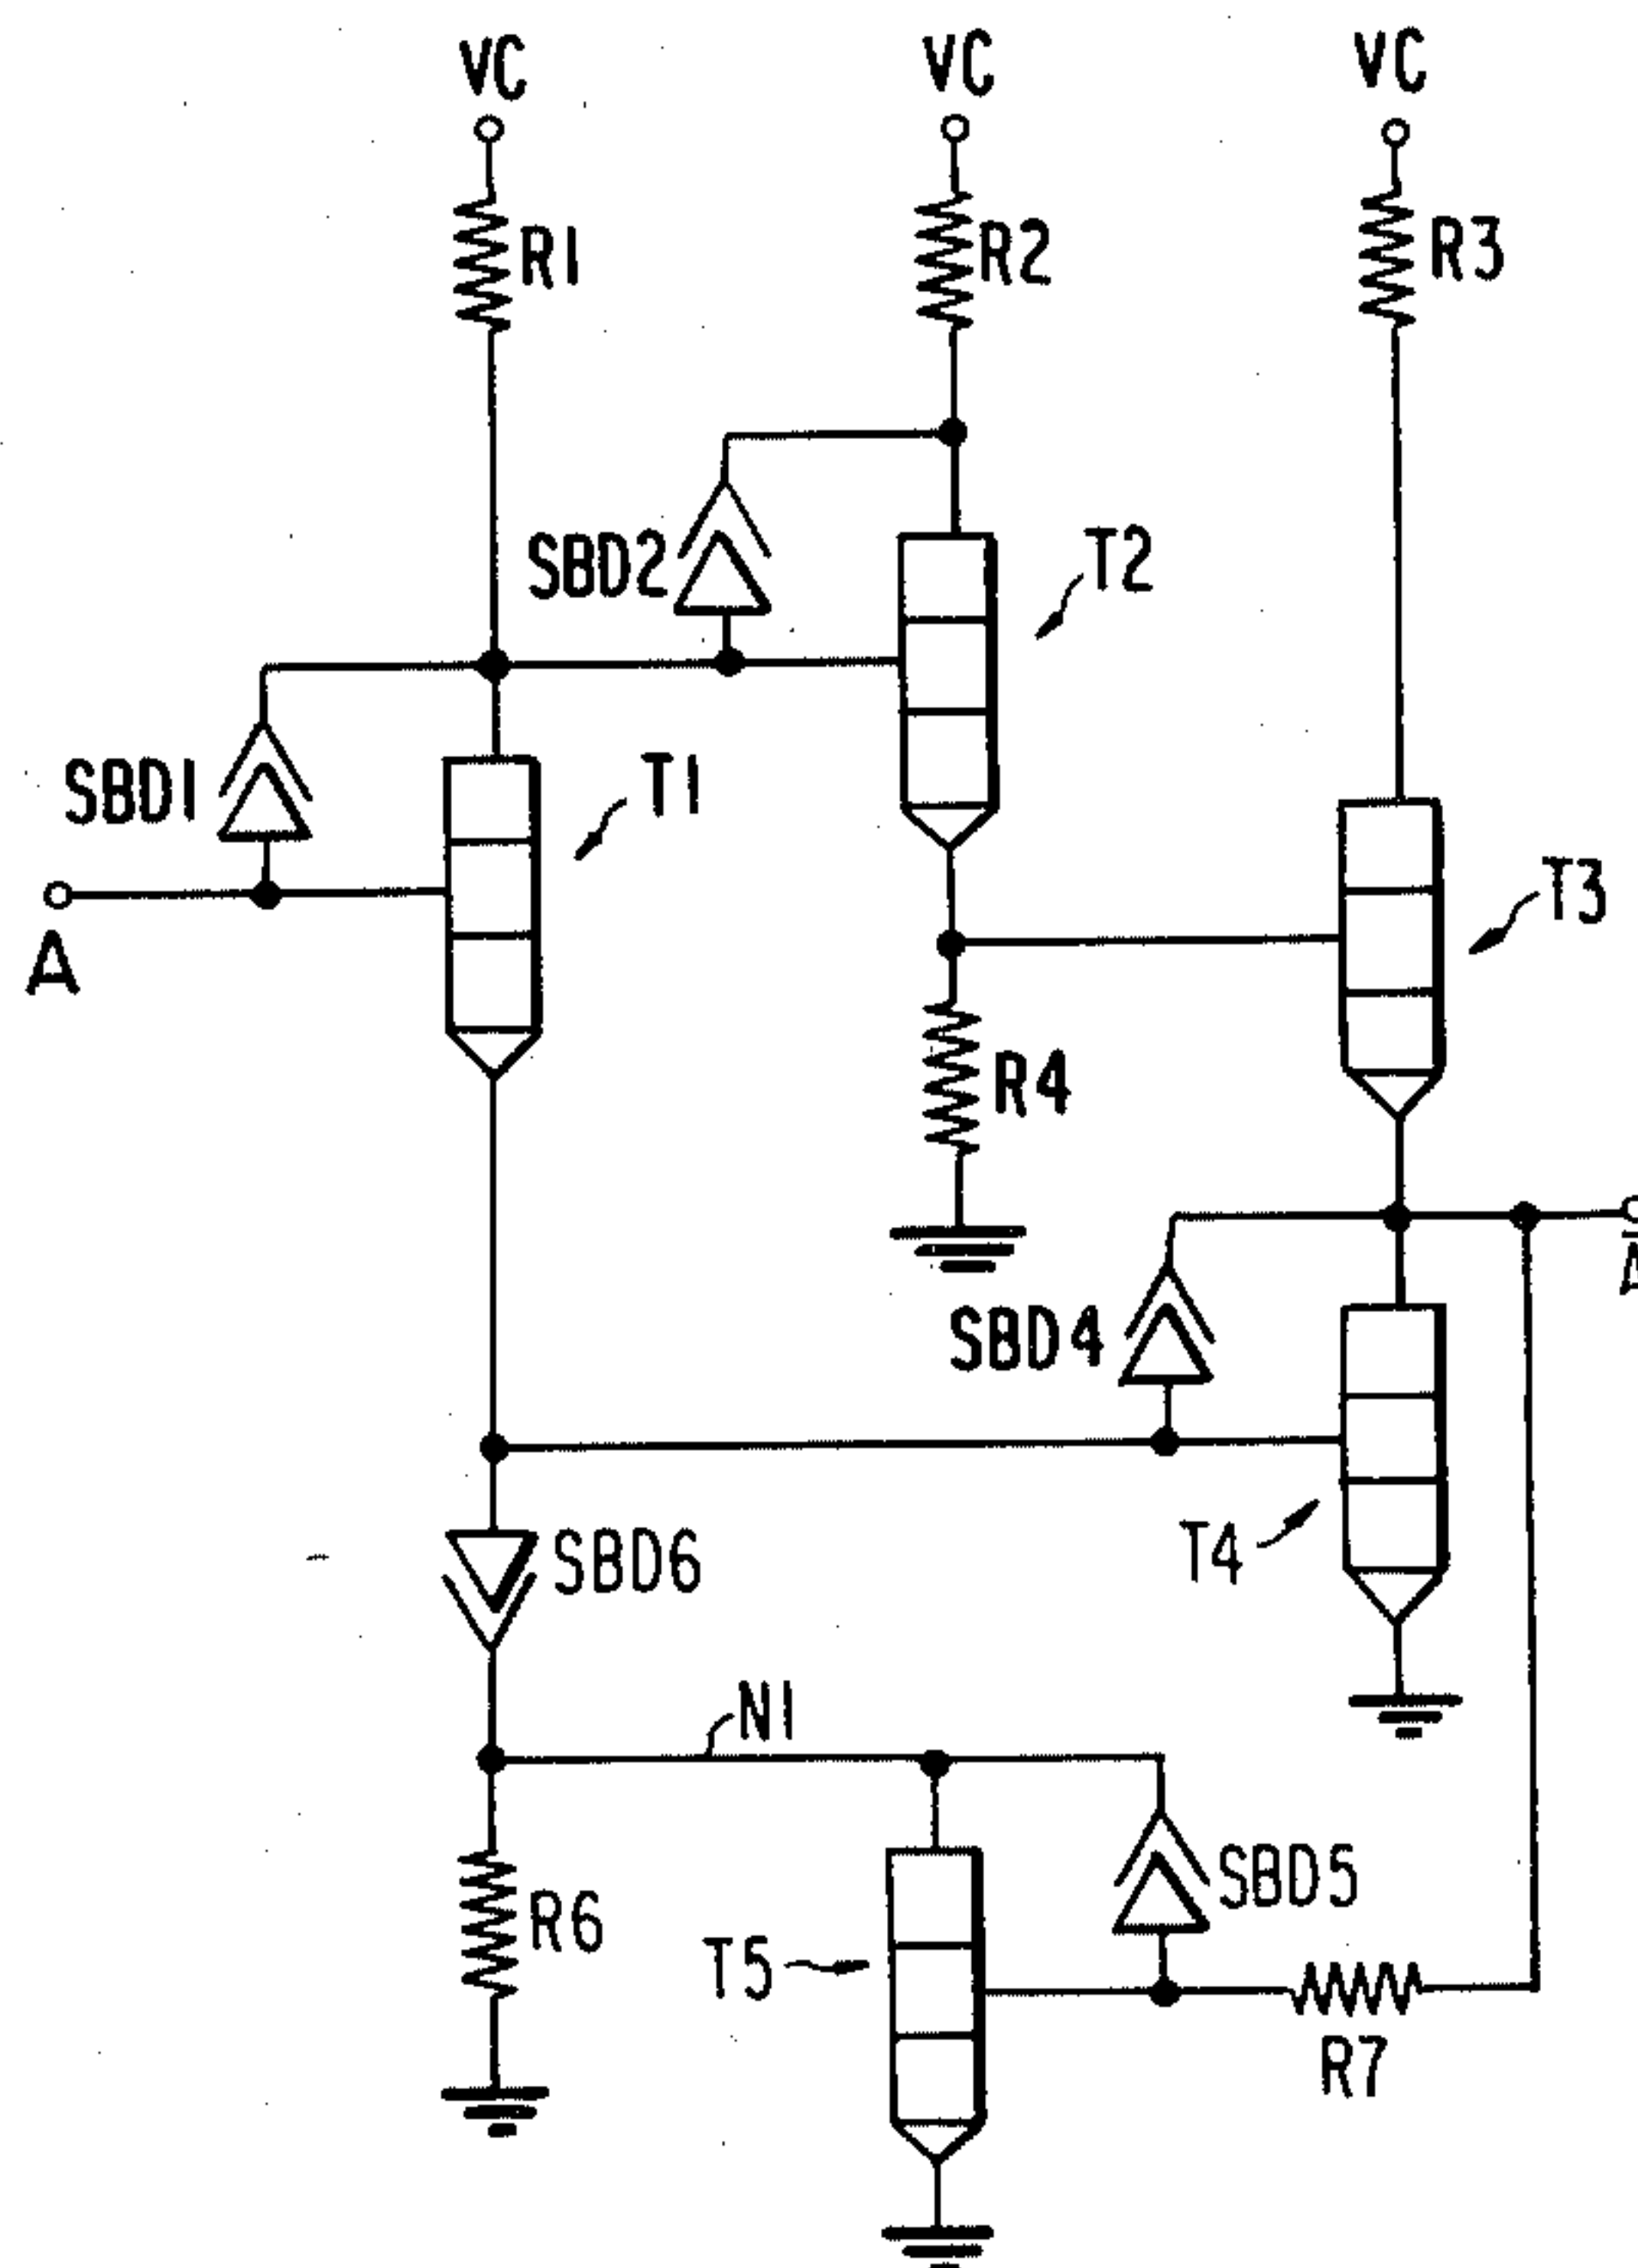 VC VC VC
R1 R2 R3
SBD2 T2
SBD1 T1
T3
A
R4
SBD4
T4
SBD6
N1
SBD5
R6
T5
R7